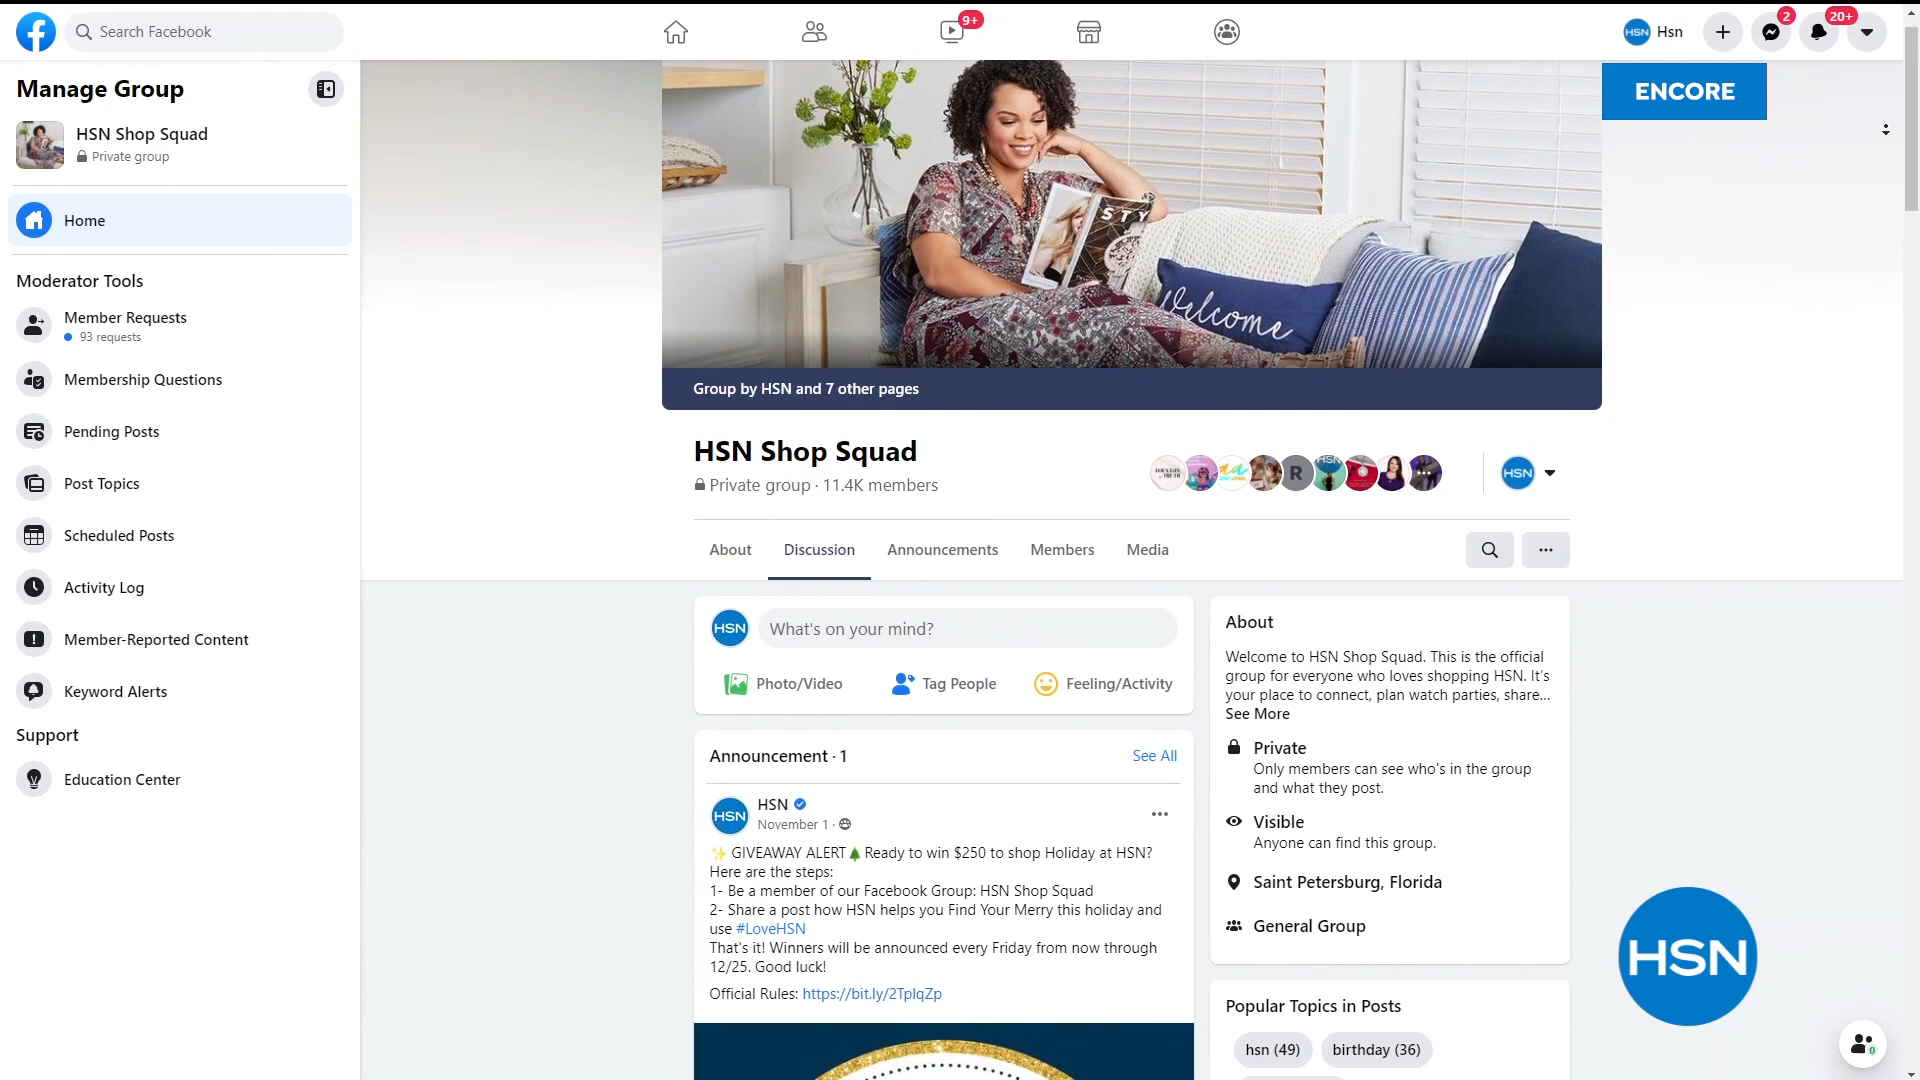 Search Facebook
9+
Hsn
2
20+
Manage Group
HSN Shop Squad
Private group
Home
Moderator Tools
Member Requests
93 requests
Membership Questions
Pending Posts
Post Topics
Scheduled Posts
Activity Log
Member-Reported Content
Keyword Alerts
Support
Education Center
ENCORE
STY
Welcome
Group by HSN and 7 other pages
HSN Shop Squad
Private group · 11.4K members
R
HSN
HSN
About
Discussion
Announcements
Members
Media
HSN
What's on your mind?
Photo/Video
Tag People
Feeling/Activity
Announcement · 1
See All
HSN
HSN
November 1 ·
✨ GIVEAWAY ALERT🎄Ready to win $250 to shop Holiday at HSN?
Here are the steps:
1- Be a member of our Facebook Group: HSN Shop Squad
2- Share a post how HSN helps you Find Your Merry this holiday and
use #LoveHSN
That's it! Winners will be announced every Friday from now through
12/25. Good luck!
Official Rules: https://bit.ly/2TplqZp
About
Welcome to HSN Shop Squad. This is the official
group for everyone who loves shopping HSN. It's
your place to connect, plan watch parties, share...
See More
Private
Only members can see who's in the group
and what they post.
Visible
Anyone can find this group.
Saint Petersburg, Florida
General Group
Popular Topics in Posts
hsn (49)
birthday (36)
HSN
0